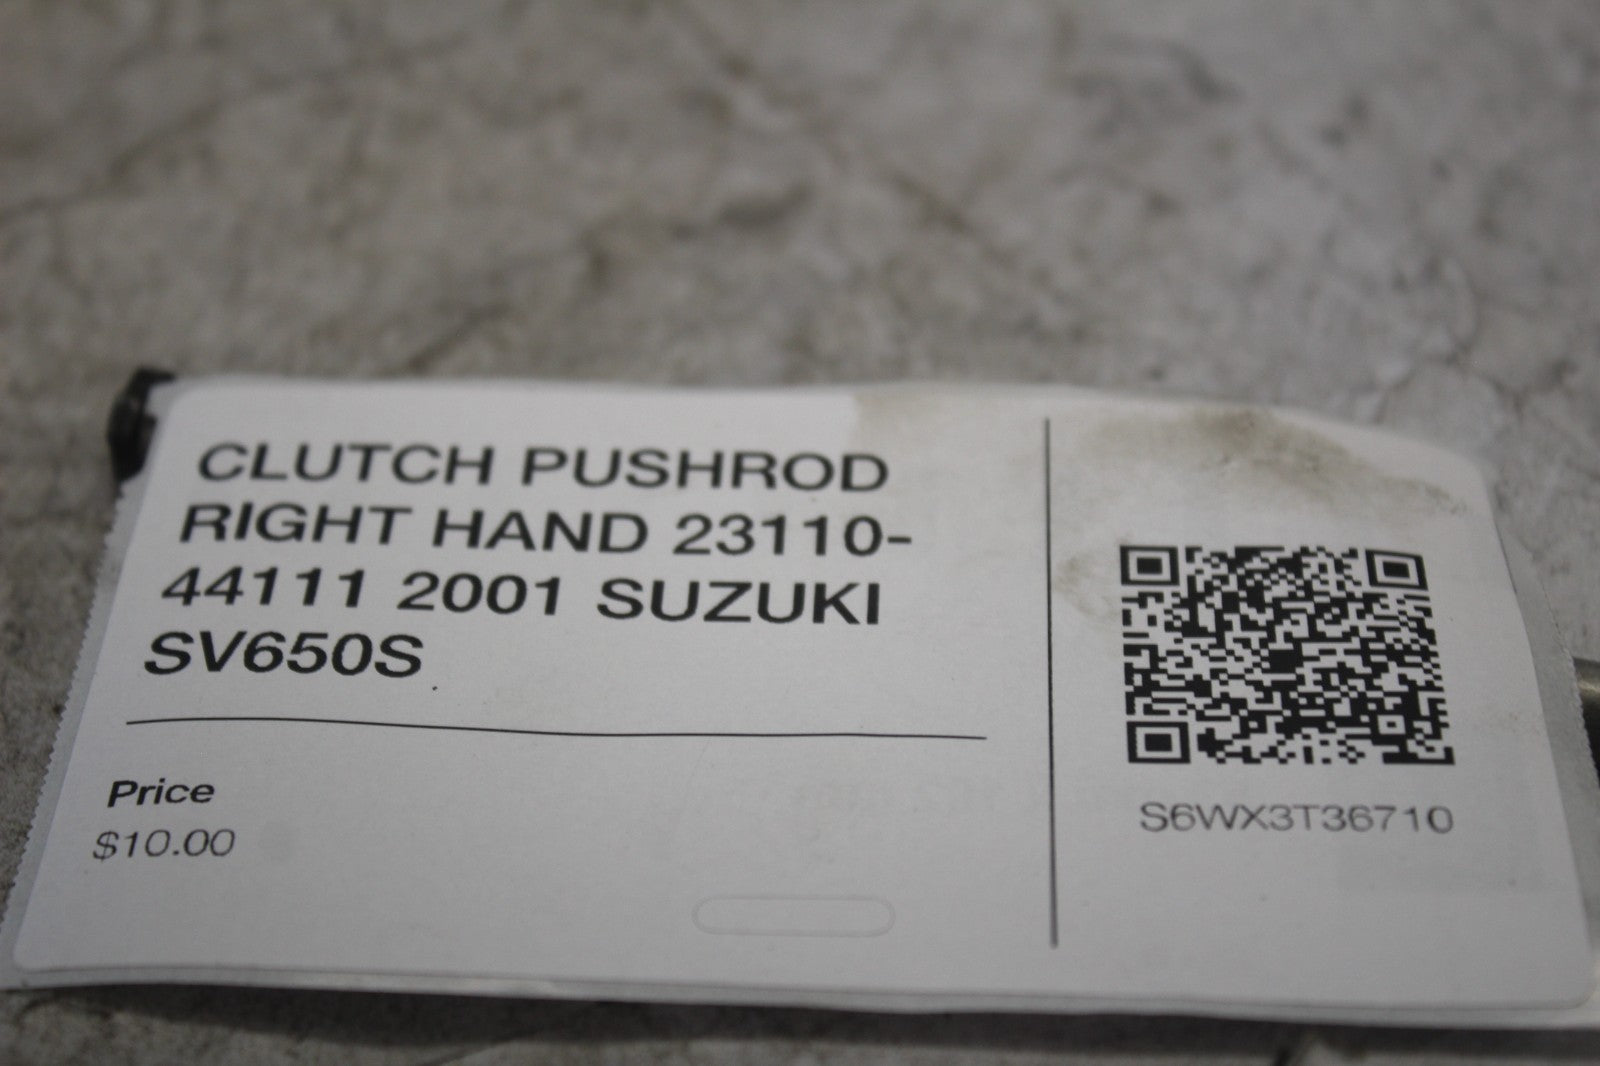 CLUTCH PUSHROD
RIGHT HAND 23110-
44111 2001 SUZUKI
SV650S
Price
$10.00
S6WX3T36710